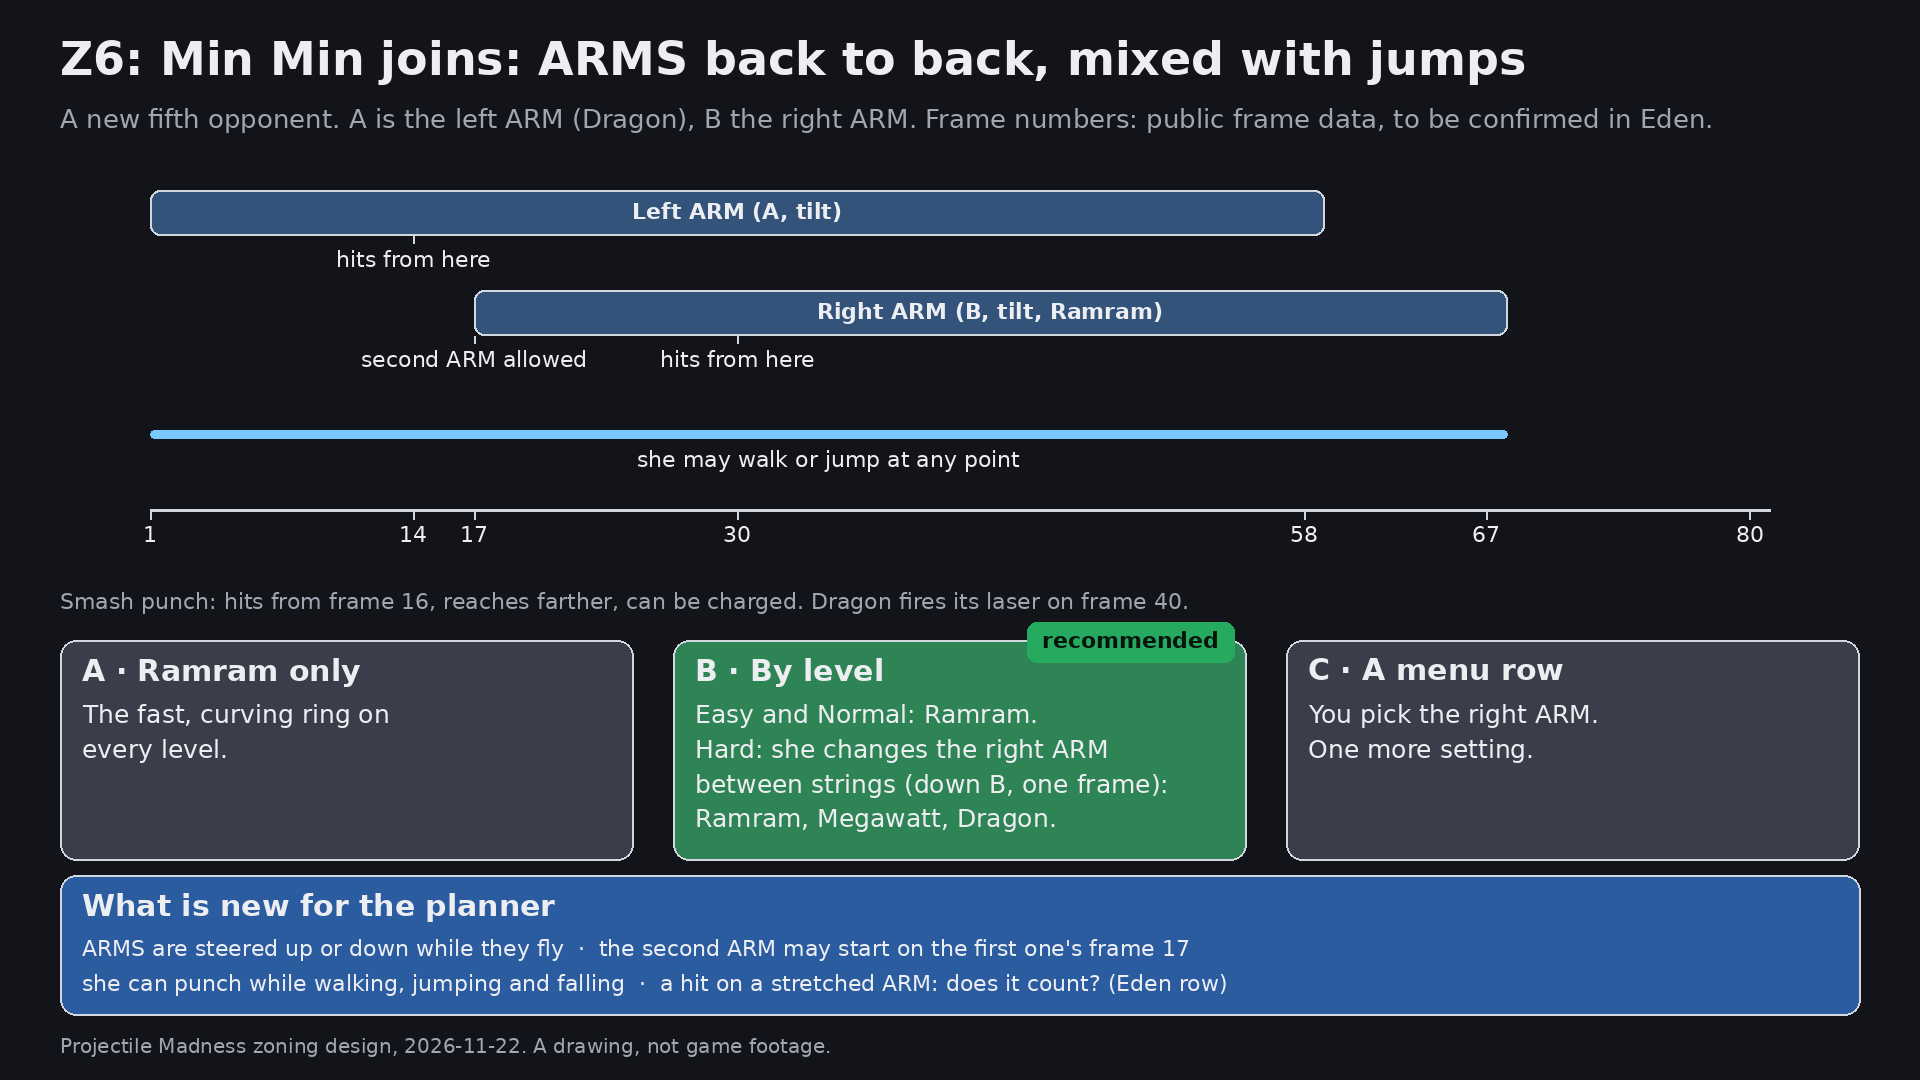 Z6: Min Min joins: ARMS back to back, mixed with jumps
A new fifth opponent. A is the left ARM (Dragon), B the right ARM. Frame numbers: public frame data, to be confirmed in Eden.
Left ARM (A, tilt)
hits from here
Right ARM (B, tilt, Ramram)
second ARM allowed
hits from here
she may walk or jump at any point
1 14 17 30 58 67 80
Smash punch: hits from frame 16, reaches farther, can be charged. Dragon fires its laser on frame 40.
A · Ramram only
The fast, curving ring on
every level.
recommended
B · By level
Easy and Normal: Ramram.
Hard: she changes the right ARM
between strings (down B, one frame):
Ramram, Megawatt, Dragon.
C · A menu row
You pick the right ARM.
One more setting.
What is new for the planner
ARMS are steered up or down while they fly · the second ARM may start on the first one's frame 17
she can punch while walking, jumping and falling · a hit on a stretched ARM: does it count? (Eden row)
Projectile Madness zoning design, 2026-11-22. A drawing, not game footage.